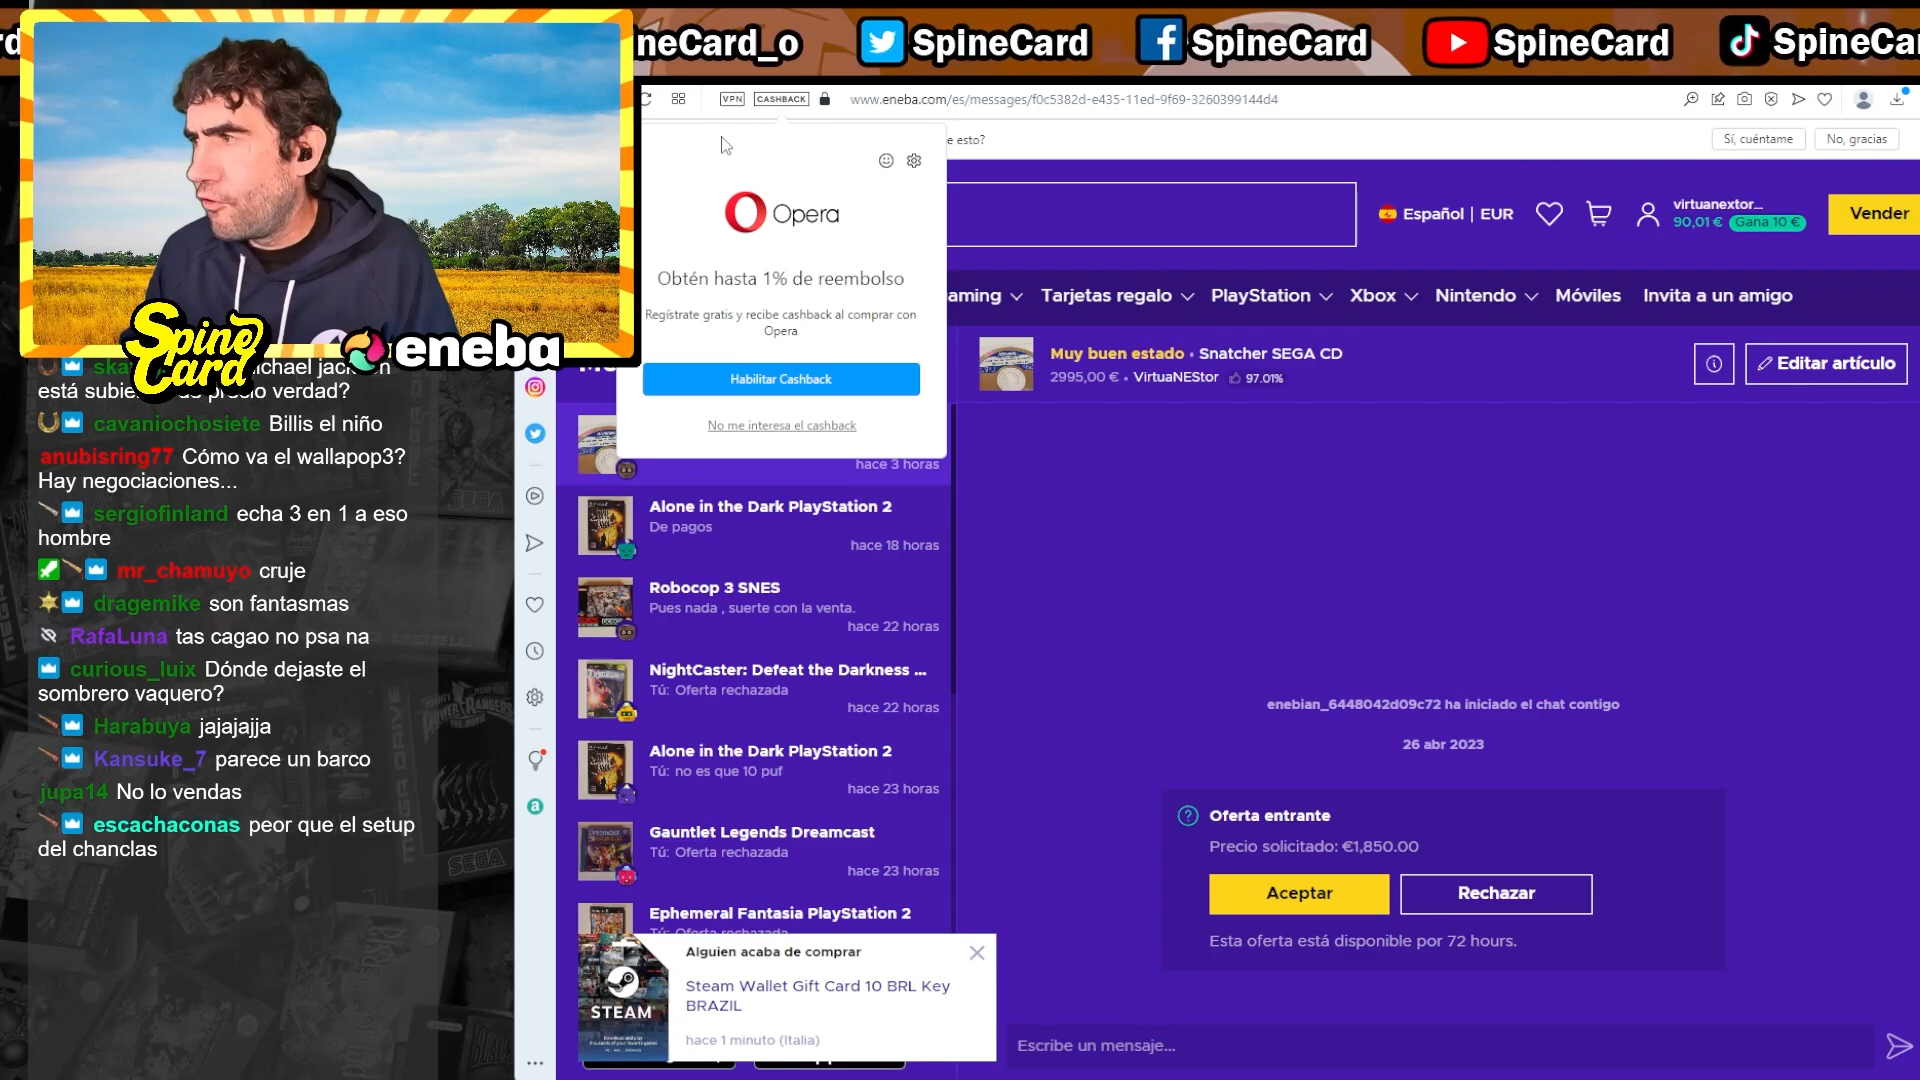 neCard_o
SpineCard
SpineCard
SpineCard
SpineCar
VPN
CASHBACK
www.eneba.com/es/messages/f0c5382d-e435-11ed-9f69-3260399144d4
e esto?
Sí, cuéntame
No, gracias
Opera
Obtén hasta 1% de reembolso
Regístrate gratis y recibe cashback al comprar con
Opera
Habilitar Cashback
No me interesa el cashback
Español | EUR
virtuanextor...
90,01 €
Gana 10 €
Vender
aming
Tarjetas regalo
PlayStation
Xbox
Nintendo
Móviles
Invita a un amigo
Muy buen estado • Snatcher SEGA CD
2995,00 € • VirtuaNEStor
97.01%
Editar artículo
Spine
Card
eneba
está subie
o verdad?
cavaniochosiete Billis el niño
anubisring77 Cómo va el wallapop3?
Hay negociaciones...
sergiofinland echa 3 en 1 a eso
hombre
mr_chamuyo cruje
dragemike son fantasmas
RafaLuna tas cagao no psa na
curious_luix Dónde dejaste el
sombrero vaquero?
Harabuya jajajajja
Kansuke_7 parece un barco
jupa14 No lo vendas
escachaconas peor que el setup
del chanclas
hace 3 horas
Alone in the Dark PlayStation 2
De pagos
hace 18 horas
Robocop 3 SNES
Pues nada , suerte con la venta.
hace 22 horas
NightCaster: Defeat the Darkness ...
Tú: Oferta rechazada
hace 22 horas
Alone in the Dark PlayStation 2
Tú: no es que 10 puf
hace 23 horas
Gauntlet Legends Dreamcast
Tú: Oferta rechazada
hace 23 horas
Ephemeral Fantasia PlayStation 2
Tú: Oferta rechazada
Alguien acaba de comprar
Steam Wallet Gift Card 10 BRL Key
BRAZIL
hace 1 minuto (Italia)
STEAM
enebian_6448042d09c72 ha iniciado el chat contigo
26 abr 2023
Oferta entrante
Precio solicitado: €1,850.00
Aceptar
Rechazar
Esta oferta está disponible por 72 hours.
Escribe un mensaje...